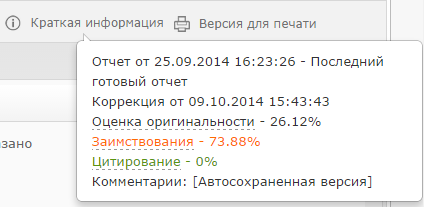 Краткая информация Версия для печати
Отчет от 25.09.2014 16:23:26 - Последний
готовый отчет
Коррекция от 09.10.2014 15:43:43
Оценка оригинальности - 26.12%
Заимствования - 73.88%
Цитирование - 0%
Комментарии: [Автосохраненная версия]